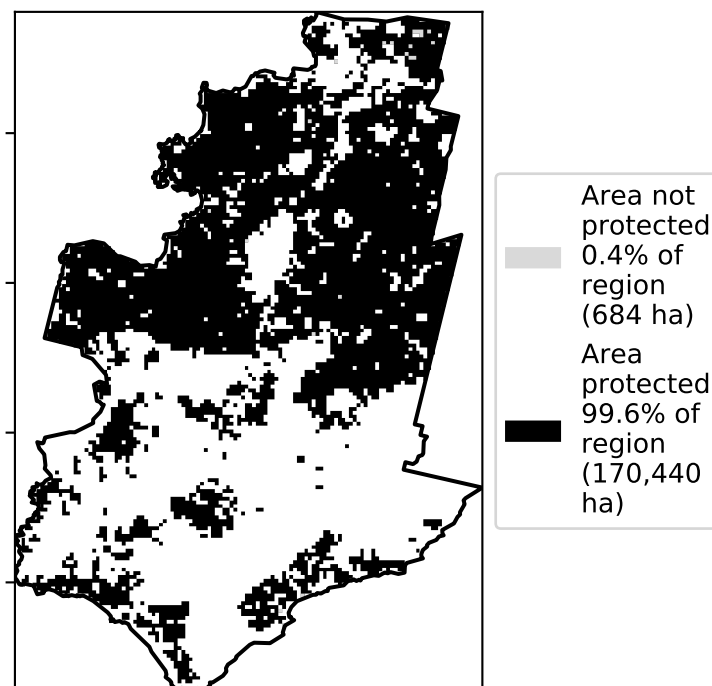 Area not
protected
0.4% of
region
(684 ha)
Area
protected
99.6% of
region
(170,440
ha)